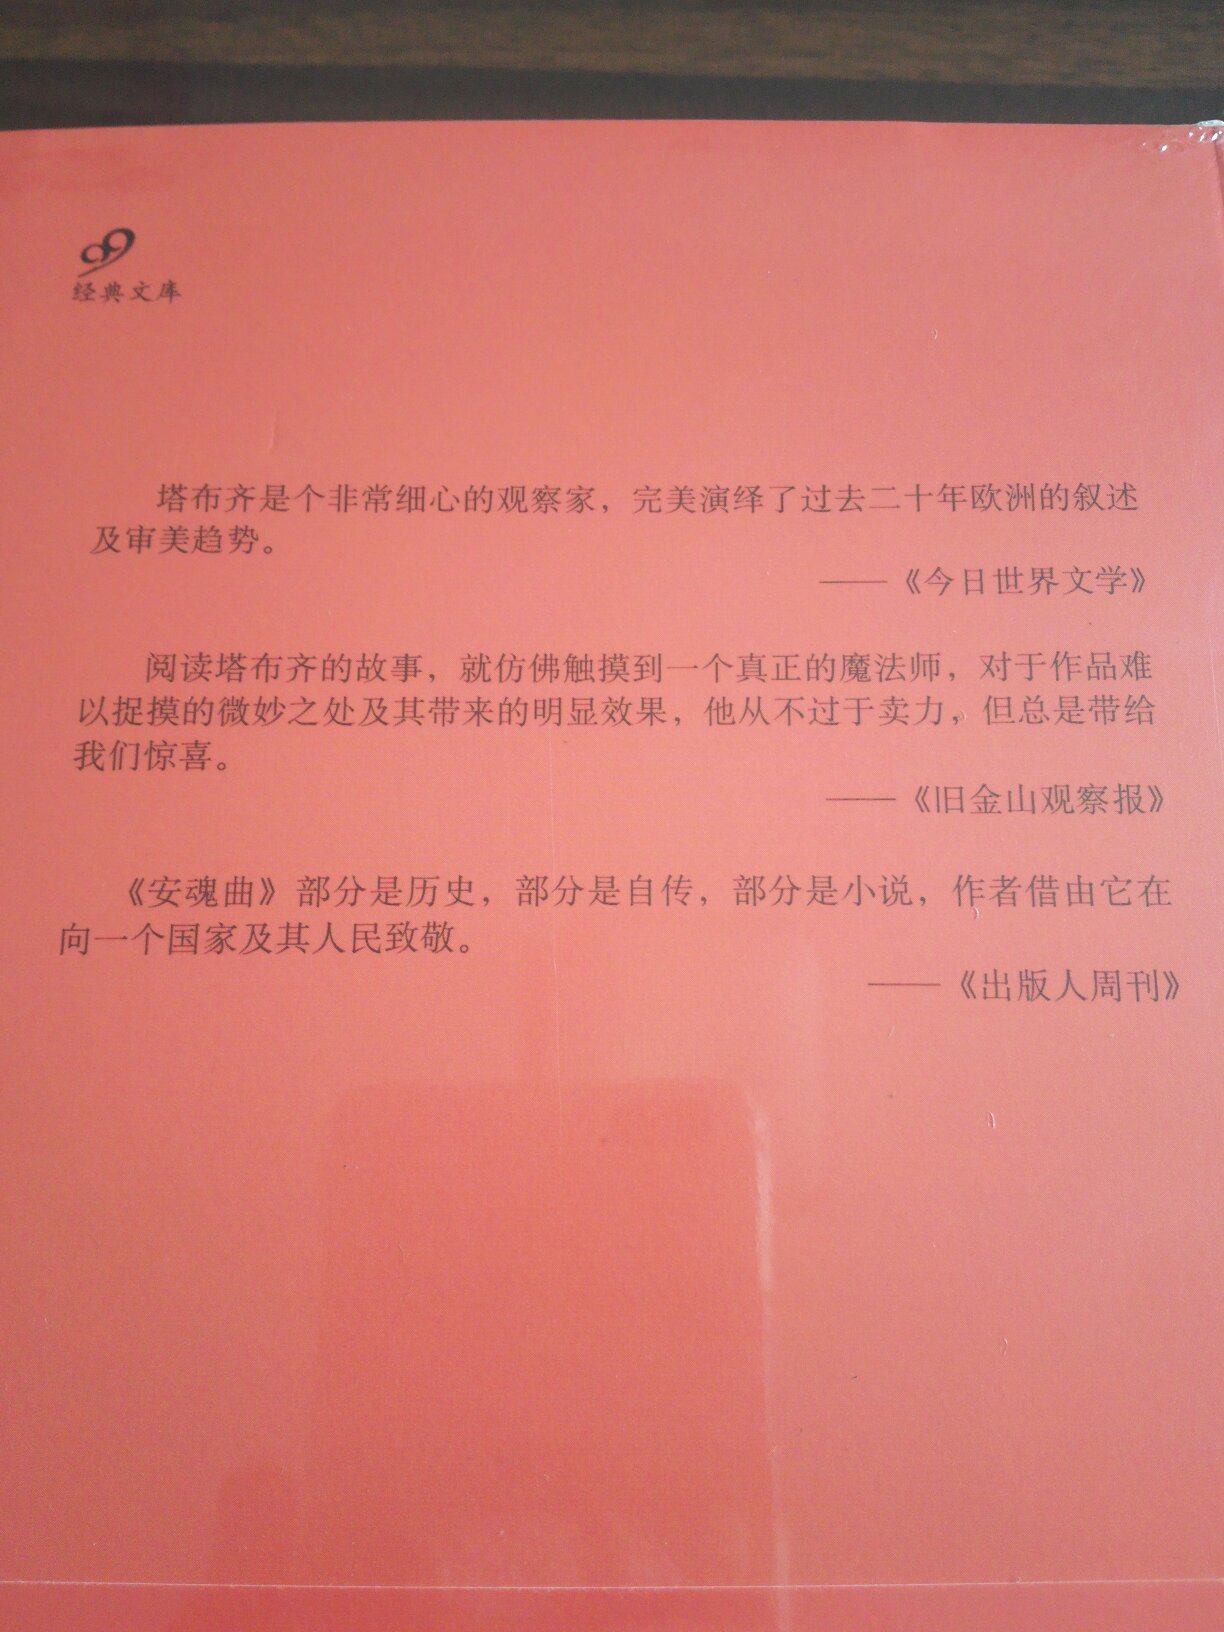 99
经典文库
塔布齐是个非常细心的观察家，完美演绎了过去二十年欧洲的叙述
及审美趋势。
——《今日世界文学》
阅读塔布齐的故事，就仿佛触摸到一个真正的魔法师，对于作品难
以捉摸的微妙之处及其带来的明显效果，他从不过于卖力，但总是带给
我们惊喜。
——《旧金山观察报》
《安魂曲》部分是历史，部分是自传，部分是小说，作者借由它在
向一个国家及其人民致敬。
——《出版人周刊》